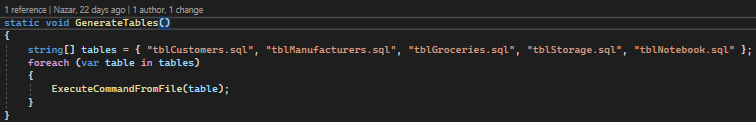 1 reference | Nazar, 22 days ago | 1 author, 1 change
static void GenerateTables()
{
    string[] tables = { "tblCustomers.sql", "tblManufacturers.sql", "tblGroceries.sql", "tblStorage.sql", "tblNotebook.sql" };
    foreach (var table in tables)
    {
        ExecuteCommandFromFile(table);
    }
}